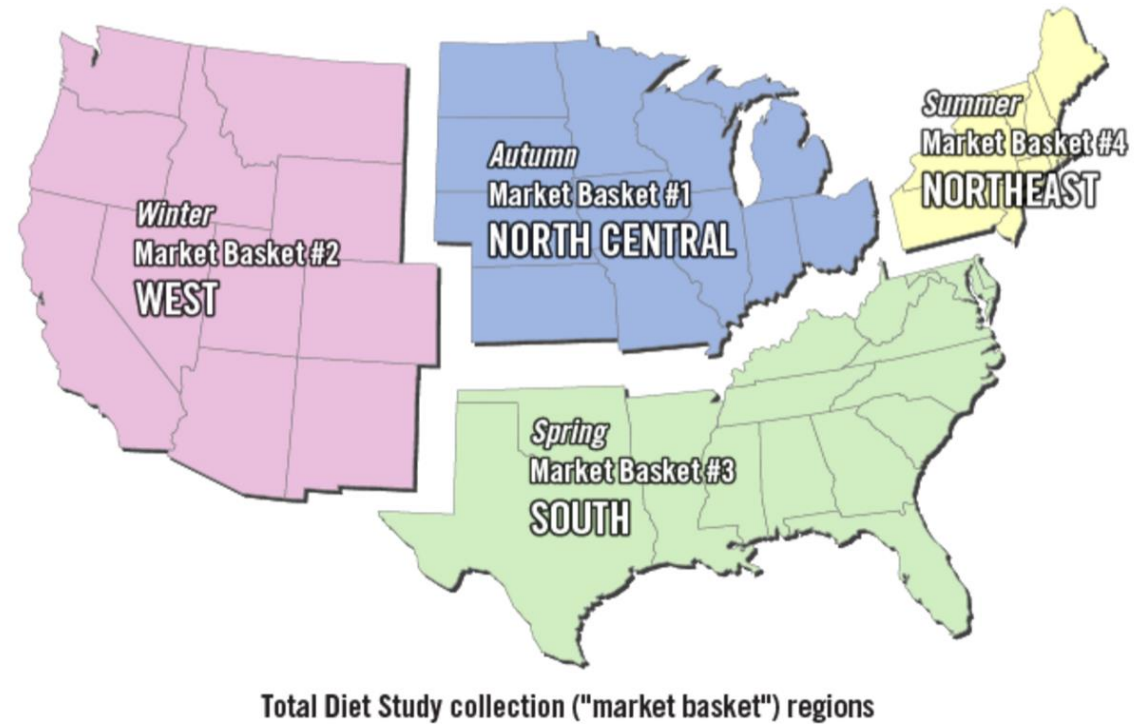 Winter
Market Basket #2
WEST
Autumn
Market Basket #1
NORTH CENTRAL
Summer
Market Basket #4
NORTHEAST
Spring
Market Basket #3
SOUTH
Total Diet Study collection ("market basket") regions